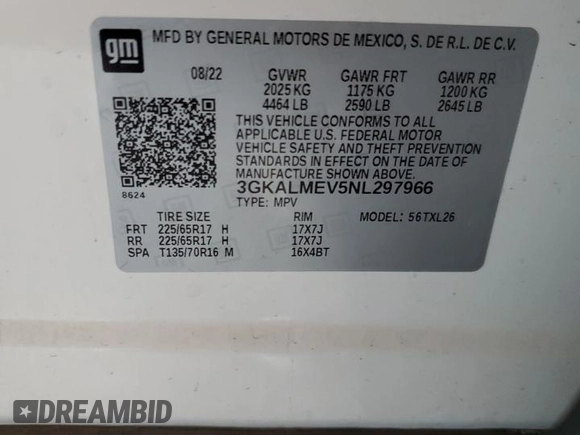 gm
MFD BY GENERAL MOTORS DE MEXICO, S. DE R.L. DE C.V.
08/22 GVWR GAWR FRT GAWR RR
2025 KG 1175 KG 1200 KG
4464 LB 2590 LB 2645 LB
THIS VEHICLE CONFORMS TO ALL
APPLICABLE U.S. FEDERAL MOTOR
VEHICLE SAFETY AND THEFT PREVENTION
STANDARDS IN EFFECT ON THE DATE OF
MANUFACTURE SHOWN ABOVE.
8624 3GKALMEV5NL297966
TYPE: MPV
TIRE SIZE RIM MODEL: 56TXL26
FRT 225/65R17 H 17X7J
RR 225/65R17 H 17X7J
SPA T135/70R16 M 16X4BT
DREAMBID